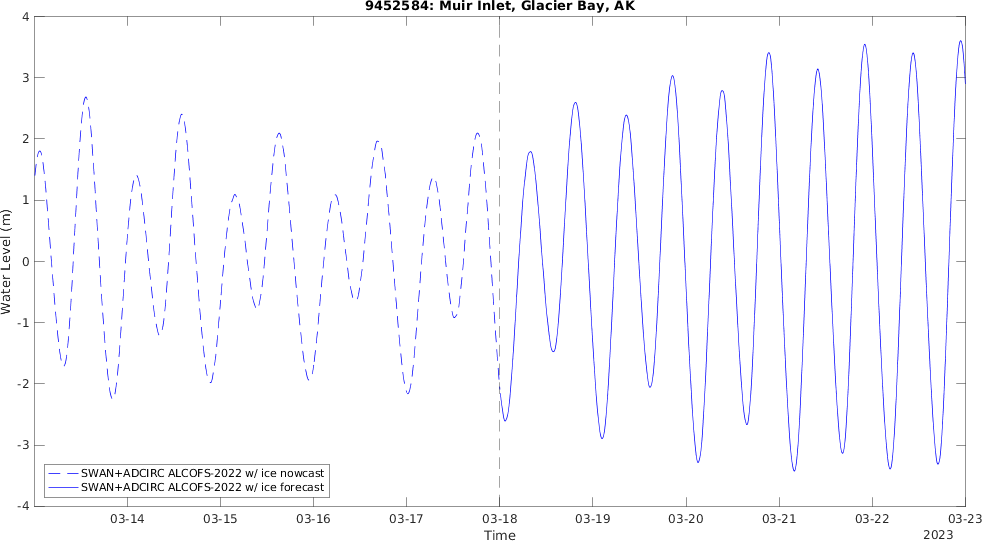 9452584: Muir Inlet, Glacier Bay, AK
4
3
2
1
0
-1
-2
-3
-4
Water Level (m)
SWAN+ADCIRC ALCOFS-2022 w/ ice nowcast
SWAN+ADCIRC ALCOFS-2022 w/ ice forecast
03-14 03-15 03-16 03-17 03-18 03-19 03-20 03-21 03-22 03-23
Time
2023